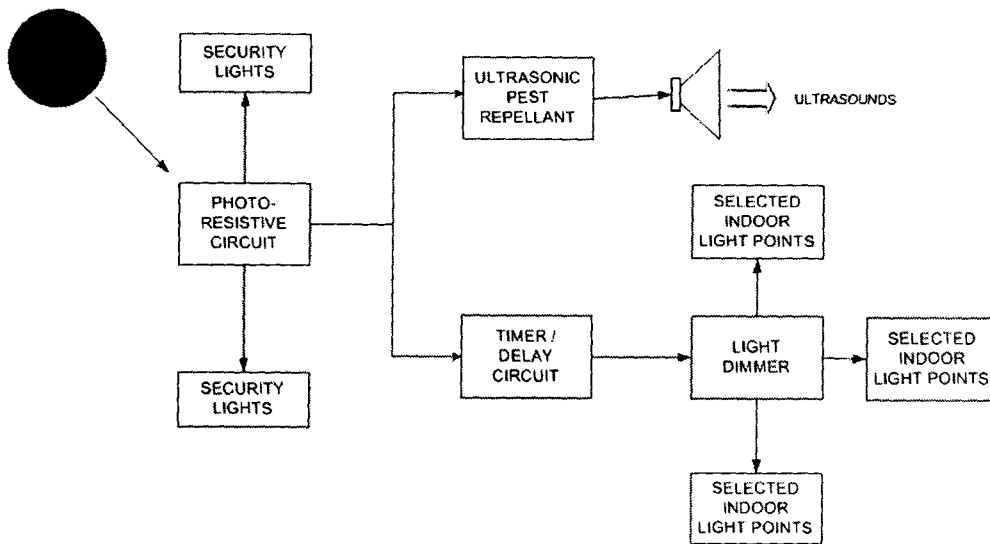 SECURITY
LIGHTS
ULTRASONIC
PEST
REPELLANT
ULTRASOUNDS
PHOTO-
RESISTIVE
CIRCUIT
SELECTED
INDOOR
LIGHT POINTS
TIMER /
DELAY
CIRCUIT
LIGHT
DIMMER
SELECTED
INDOOR
LIGHT POINTS
SECURITY
LIGHTS
SELECTED
INDOOR
LIGHT POINTS